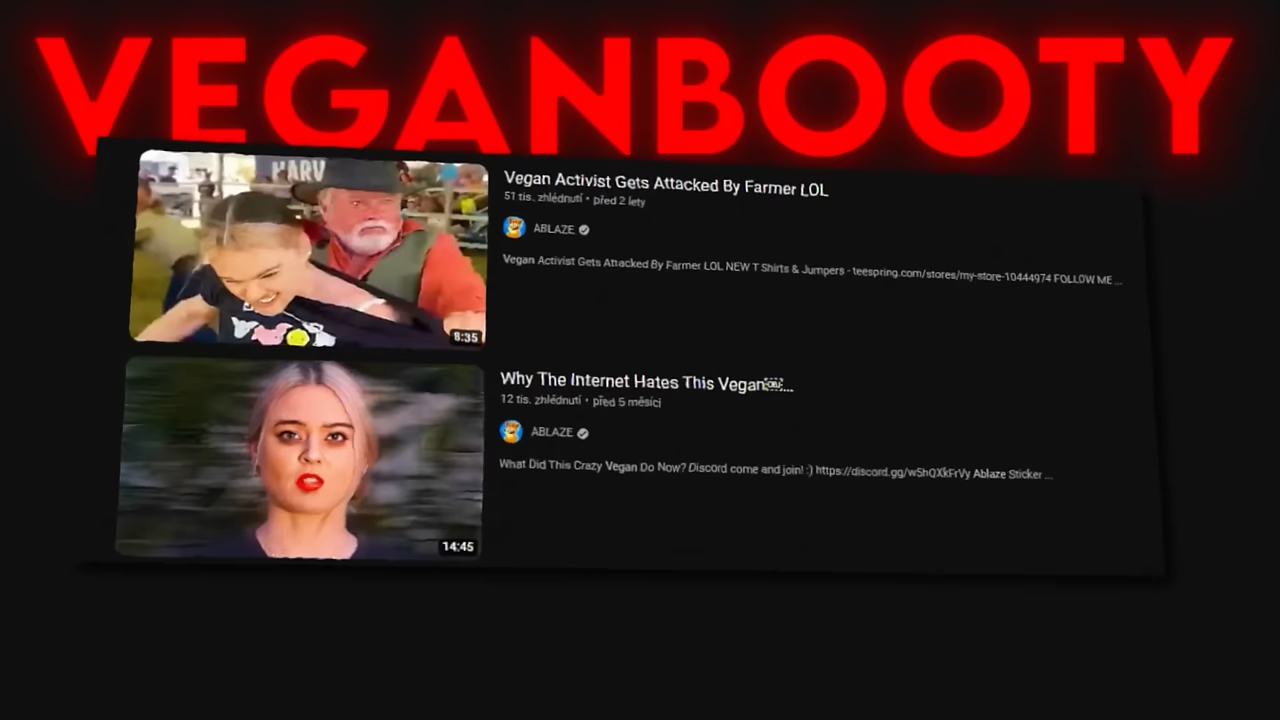 VEGANBOOTY
HARV
Vegan Activist Gets Attacked By Farmer LOL
51 tis. zhlédnutí • před 2 lety
ABLAZE
Vegan Activist Gets Attacked By Farmer LOL NEW T Shirts & Jumpers - teespring.com/stores/my-store-10444974 FOLLOW ME ...
8:35
Why The Internet Hates This Vegan...
12 tis. zhlédnutí • před 5 měsíci
ABLAZE
What Did This Crazy Vegan Do Now? Discord come and join! :) https://discord.gg/wShQXkFrVy Ablaze Sticker ...
14:45